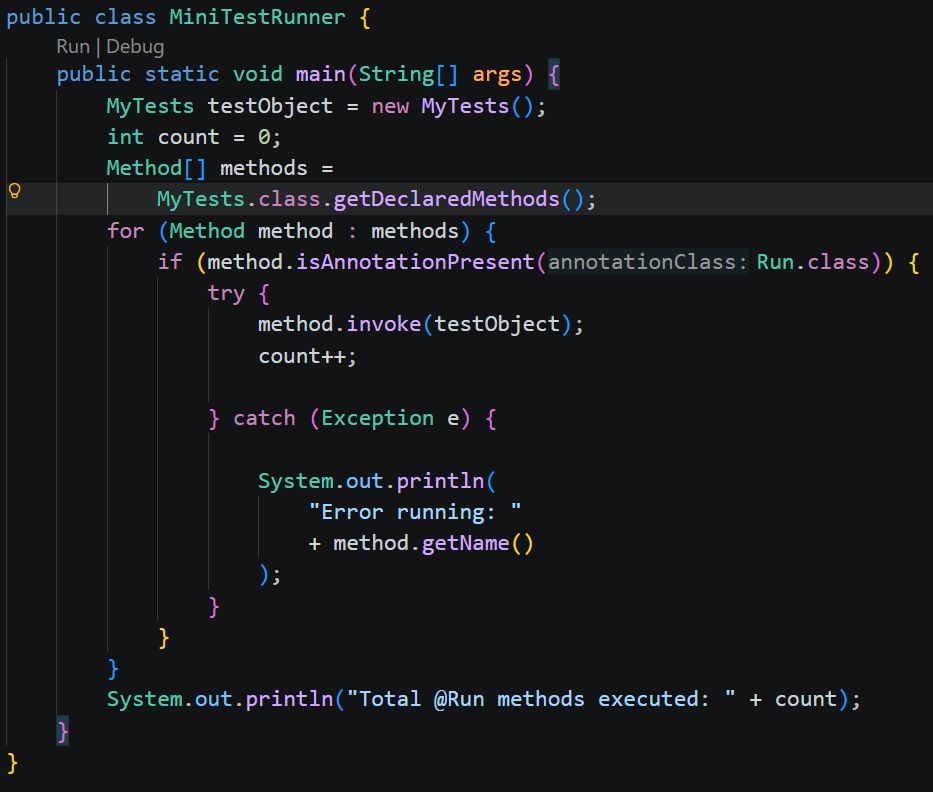 public class MiniTestRunner {
Run | Debug
public static void main(String[] args) {
MyTests testObject = new MyTests();
int count = 0;
Method[] methods =
MyTests.class.getDeclaredMethods();
for (Method method : methods) {
if (method.isAnnotationPresent(annotationClass: Run.class)) {
try {
method.invoke(testObject);
count++;
} catch (Exception e) {
System.out.println(
"Error running: "
+ method.getName()
);
}
}
}
System.out.println("Total @Run methods executed: " + count);
}
}